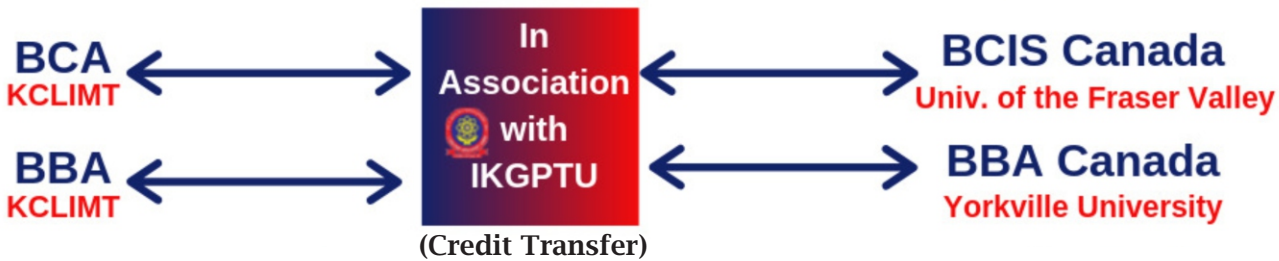 BCA
KCLIMT
BBA
KCLIMT
In
Association
with
IKGPTU
(Credit Transfer)
BCIS Canada
Univ. of the Fraser Valley
BBA Canada
Yorkville University